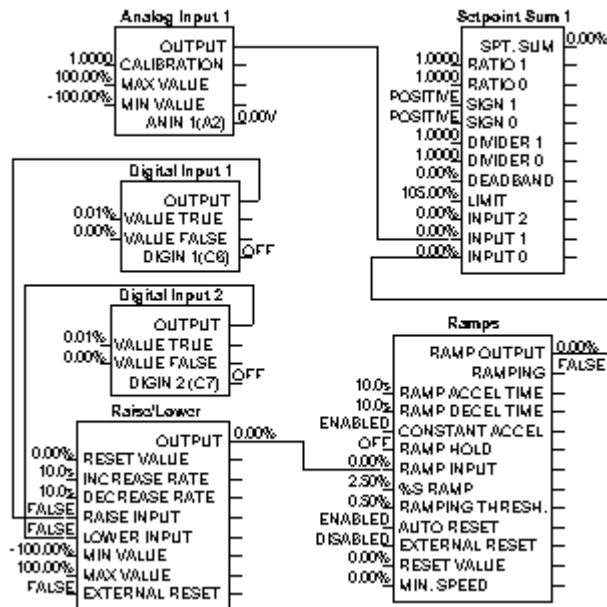 Analog Input 1
OUTPUT
1.0000 CALIBRATION
100.00% MAX VALUE
-100.00% MIN VALUE
ANIN 1(A2) 0.00V
Digital Input 1
OUTPUT
0.01% VALUE TRUE
0.00% VALUE FALSE
DIGIN 1(C6) OFF
Digital Input 2
OUTPUT
0.01% VALUE TRUE
0.00% VALUE FALSE
DIGIN 2(C7) OFF
Raise/Lower
OUTPUT 0.00%
0.00% RESET VALUE
10.0s INCREASE RATE
10.0s DECREASE RATE
FALSE RAISE INPUT
FALSE LOWER INPUT
-100.00% MIN VALUE
100.00% MAX VALUE
FALSE EXTERNAL RESET
Setpoint Sum 1
SPT. SUM 0.00%
1.0000 RATIO 1
1.0000 RATIO 0
POSITIVE SIGN 1
POSITIVE SIGN 0
1.0000 DIVIDER 1
1.0000 DIVIDER 0
0.00% DEADBAND
105.00% LIMIT
0.00% INPUT 2
0.00% INPUT 1
0.00% INPUT 0
Ramps
RAMP OUTPUT 0.00%
RAMPING FALSE
10.0s RAMP ACCEL TIME
10.0s RAMP DECEL TIME
ENABLED CONSTANT ACCEL
OFF RAMP HOLD
0.00% RAMP INPUT
2.50% %S RAMP
0.50% RAMPING THRESH.
ENABLED AUTO RESET
DISABLED EXTERNAL RESET
0.00% RESET VALUE
0.00% MIN. SPEED